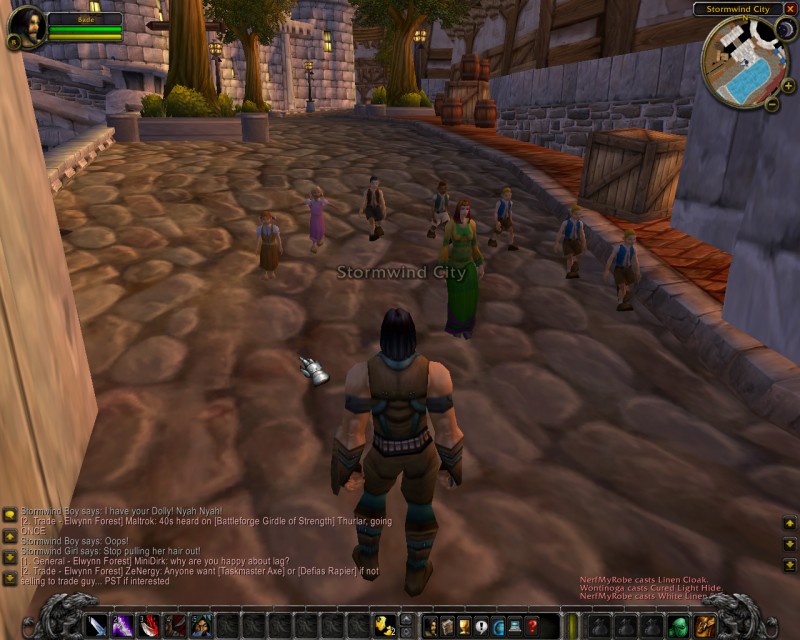 Bade
Stormwind City
N
Stormwind City
Stormwind Boy says: I have your Dolly! Nyah Nyah!
[2. Trade - Elwynn Forest] Maltrok: 40s heard on [Battleforge Girdle of Strength] Thurlar, going
ONCE
Stormwind Boy says: Oops!
Stormwind Girl says: Stop pulling her hair out!
[1. General - Elwynn Forest] MiniDirk: why are you happy about lag?
[2. Trade - Elwynn Forest] ZeNergy: Anyone want [Taskmaster Axe] or [Defias Rapier] if not
selling to trade guy... PST if interested
NerfMyRobe casts Linen Cloak.
Wontinoga casts Cured Light Hide.
NerfMyRobe casts White Linen